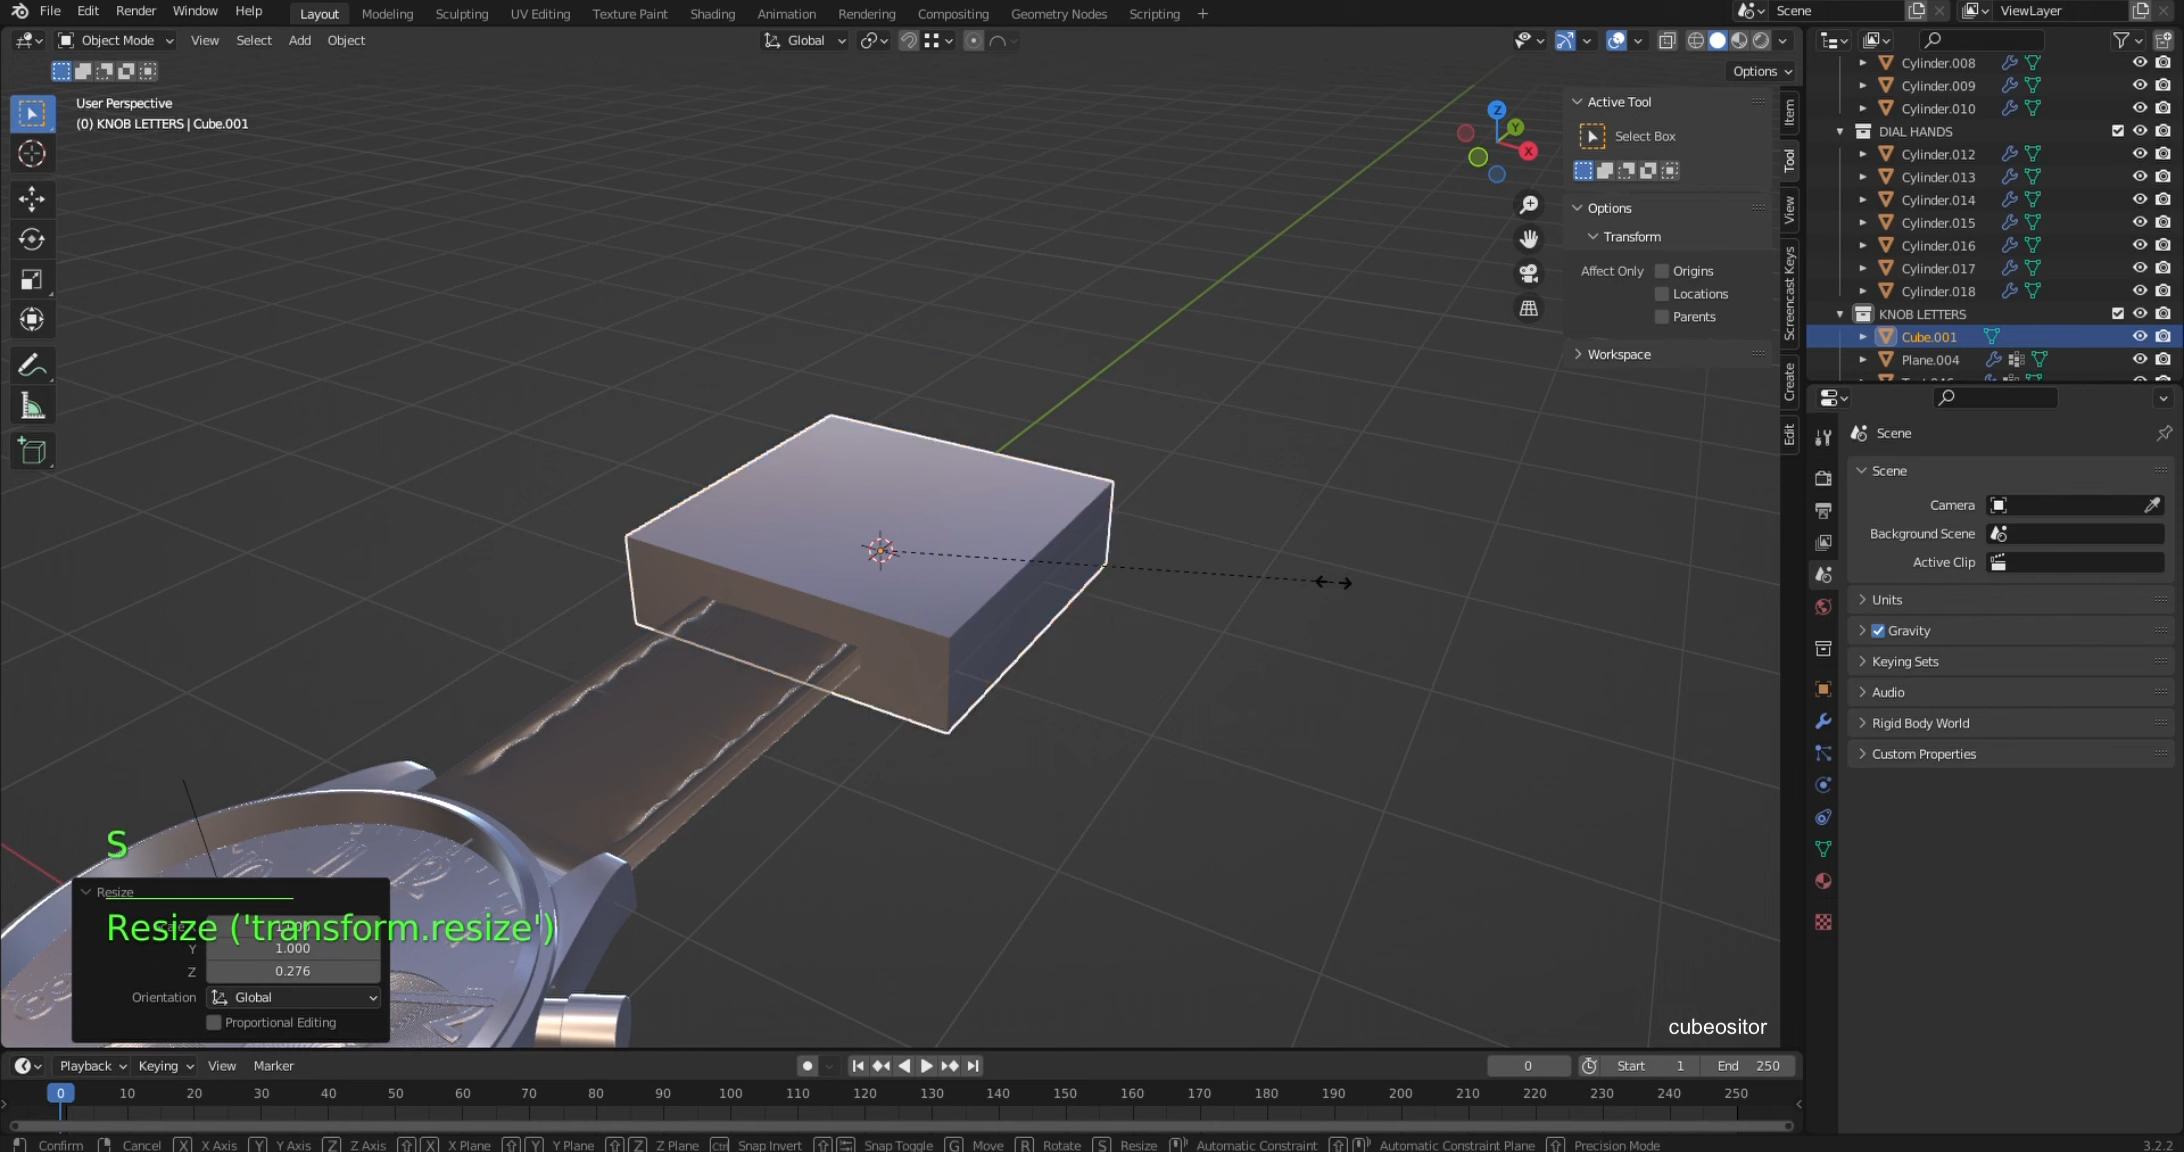 File Edit Render Window Help
Layout Modeling Sculpting UV Editing Texture Paint Shading Animation Rendering Compositing Geometry Nodes Scripting +
Scene
ViewLayer
Object Mode View Select Add Object
Global
Options
User Perspective
(0) KNOB LETTERS | Cube.001
Z
Y
X
Active Tool
Select Box
Options
Transform
Affect Only Origins
Locations
Parents
Workspace
Item
Tool
View
Screencast Keys
Create
Edit
Cylinder.008
Cylinder.009
Cylinder.010
DIAL HANDS
Cylinder.012
Cylinder.013
Cylinder.014
Cylinder.015
Cylinder.016
Cylinder.017
Cylinder.018
KNOB LETTERS
Cube.001
Plane.004
Scene
Scene
Camera
Background Scene
Active Clip
Units
Gravity
Keying Sets
Audio
Rigid Body World
Custom Properties
S
Resize
Resize ('transform.resize')
Y 1.000
Z 0.276
Orientation Global
Proportional Editing
cubeositor
Playback Keying View Marker
0 Start 1 End 250
0 10 20 30 40 50 60 70 80 90 100 110 120 130 140 150 160 170 180 190 200 210 220 230 240 250
Confirm Cancel X X Axis Y Y Axis Z Z Axis X X Plane Y Y Plane Z Z Plane Ctrl Snap Invert Snap Toggle G Move R Rotate S Resize Automatic Constraint Automatic Constraint Plane Precision Mode 3.2.2